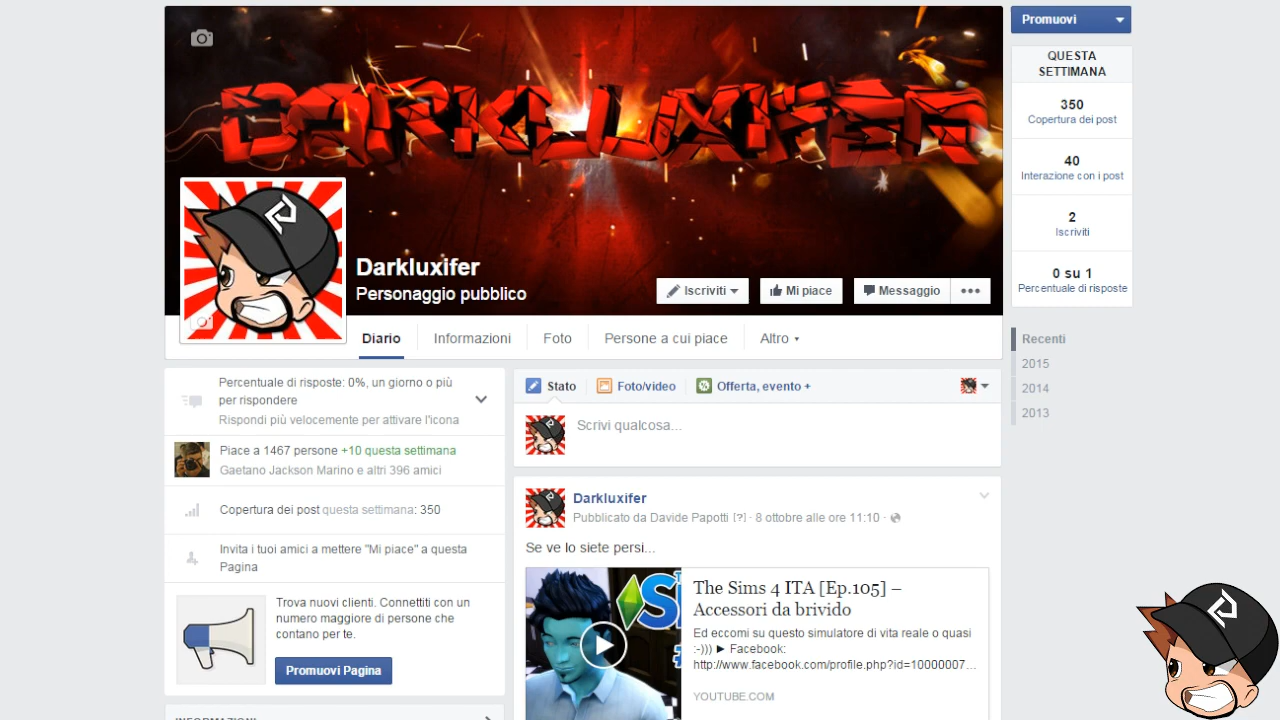 DARKLUXIFER
Darkluxifer
Personaggio pubblico
Iscriviti
Mi piace
Messaggio
Diario
Informazioni
Foto
Persone a cui piace
Altro
Promuovi
QUESTA
SETTIMANA
350
Copertura dei post
40
Interazione con i post
2
Iscriviti
0 su 1
Percentuale di risposte
Recenti
2015
2014
2013
Percentuale di risposte: 0%, un giorno o più
per rispondere
Rispondi più velocemente per attivare l'icona
Piace a 1467 persone +10 questa settimana
Gaetano Jackson Marino e altri 396 amici
Copertura dei post questa settimana: 350
Invita i tuoi amici a mettere "Mi piace" a questa
Pagina
Trova nuovi clienti. Connettiti con un
numero maggiore di persone che
contano per te.
Promuovi Pagina
INFORMAZIONI
Stato
Foto/video
Offerta, evento +
Scrivi qualcosa...
Darkluxifer
Pubblicato da Davide Papotti [?] · 8 ottobre alle ore 11:10 ·
Se ve lo siete persi...
The Sims 4 ITA [Ep.105] –
Accessori da brivido
Ed eccomi su questo simulatore di vita reale o quasi
:-))) ► Facebook:
http://www.facebook.com/profile.php?id=10000007...
YOUTUBE.COM